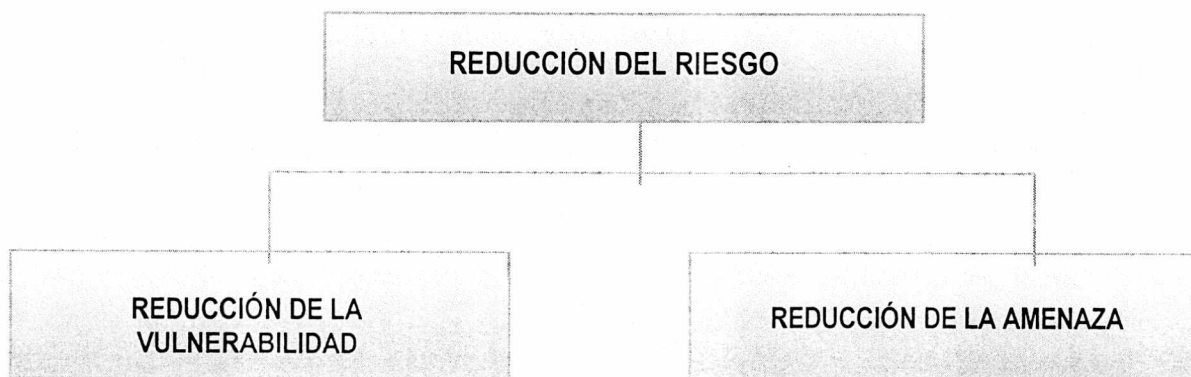 REDUCCIÓN DEL RIESGO
REDUCCIÓN DE LA
VULNERABILIDAD
REDUCCIÓN DE LA AMENAZA